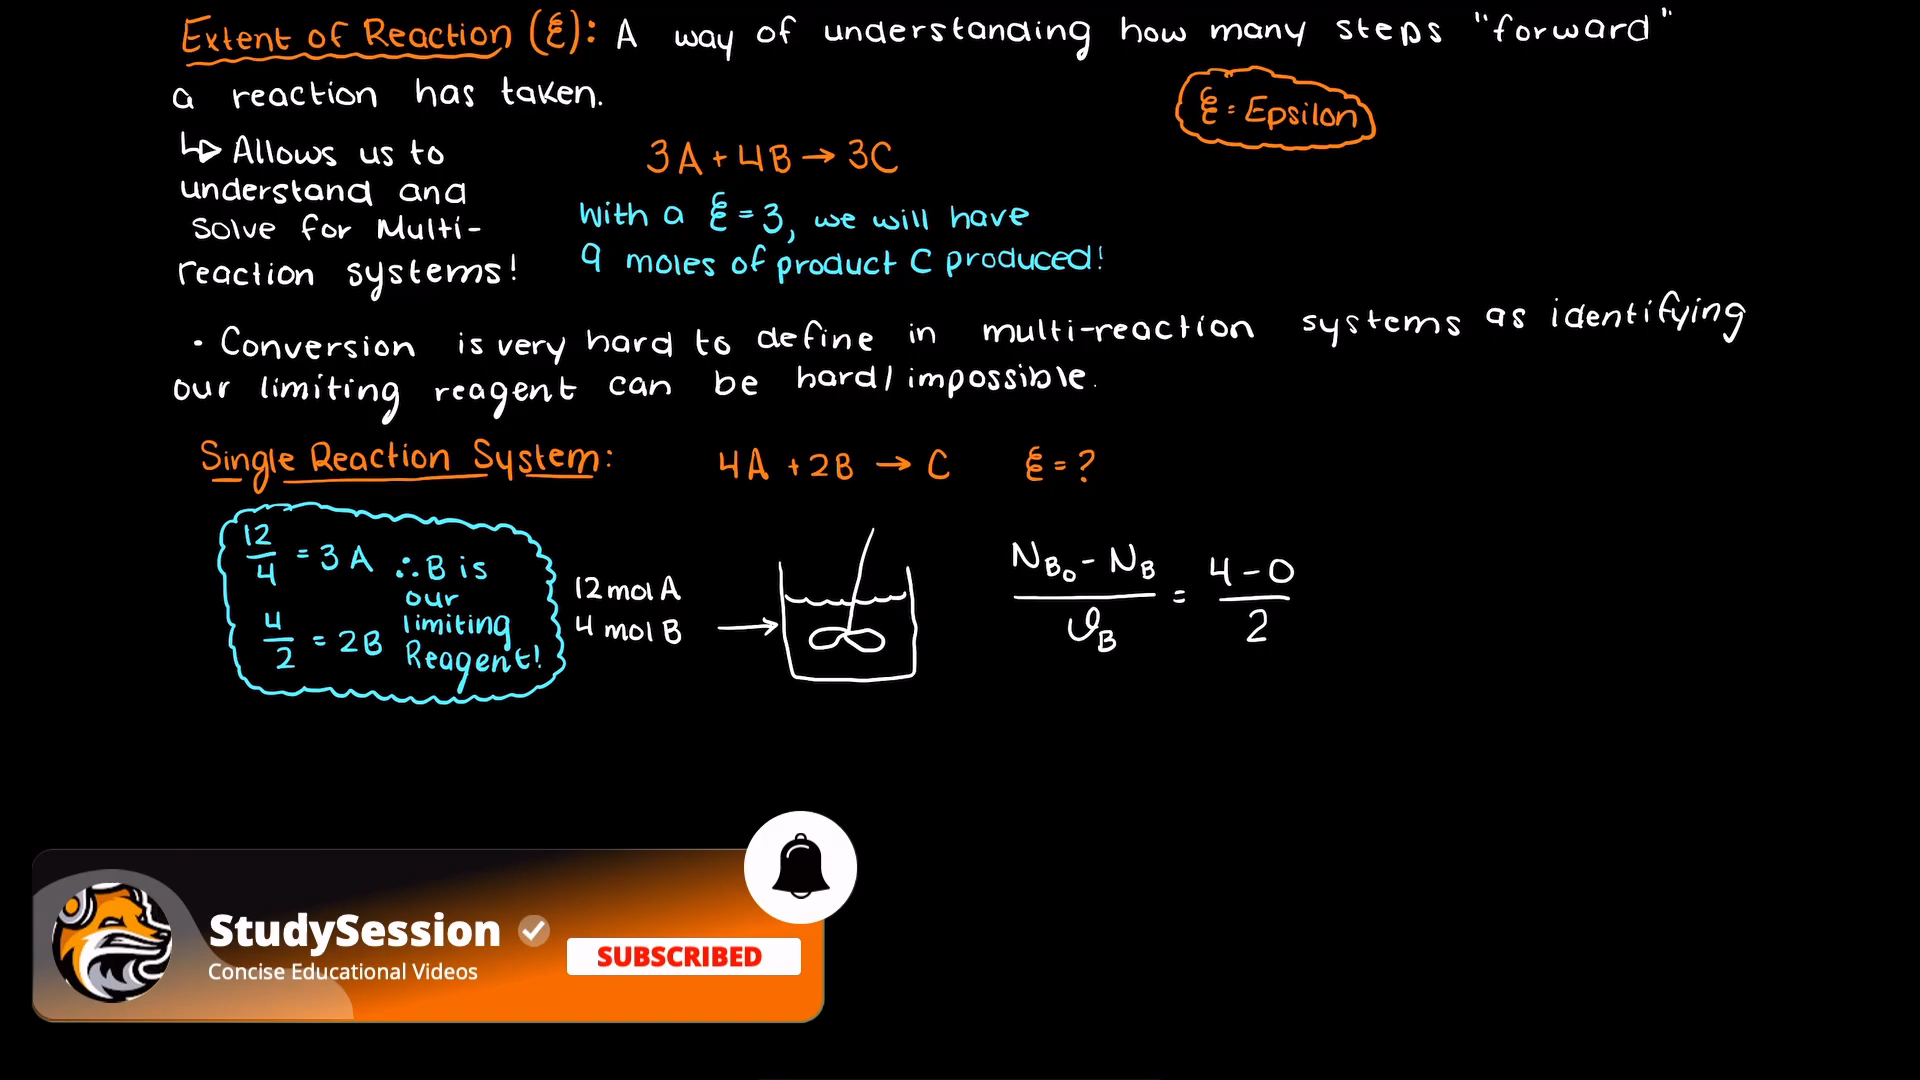 Extent of Reaction (ξ): A way of understanding how many steps "forward"
a reaction has taken.
ξ = Epsilon
↳ Allows us to
understand and
solve for Multi-
reaction systems!
3A + 4B → 3C
With a ξ = 3, we will have
9 moles of product C produced!
• Conversion is very hard to define in multi-reaction systems as identifying
our limiting reagent can be hard/impossible.
Single Reaction System: 4A + 2B → C ξ = ?
12/4 = 3A
4/2 = 2B
∴ B is
our
limiting
Reagent!
12 mol A
4 mol B
(N_B₀ - N_B)/υ_B = (4 - 0)/2
StudySession
Concise Educational Videos
SUBSCRIBED